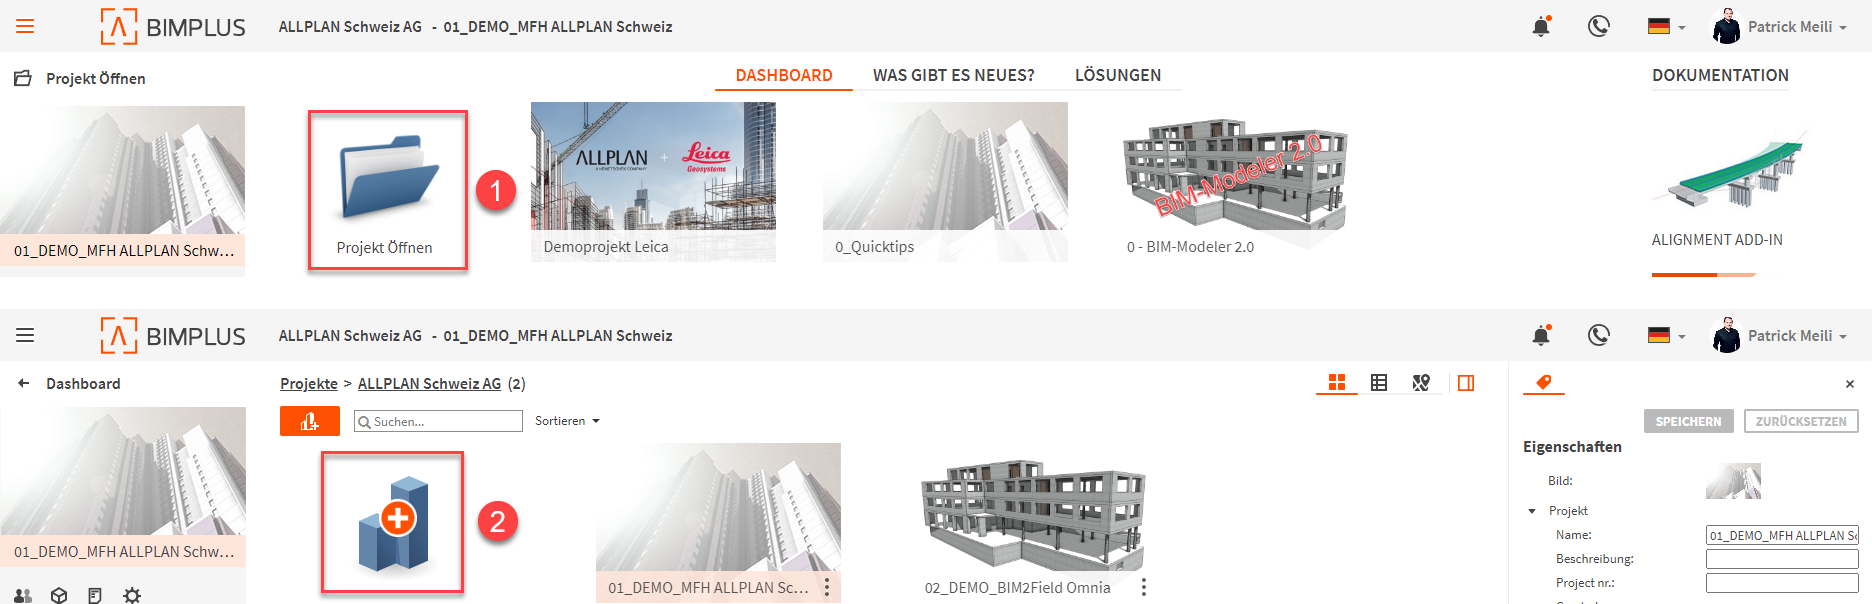 BIMPLUS
ALLPLAN Schweiz AG - 01_DEMO_MFH ALLPLAN Schweiz
Patrick Meili
Projekt Öffnen
DASHBOARD
WAS GIBT ES NEUES?
LÖSUNGEN
DOKUMENTATION
01_DEMO_MFH ALLPLAN Schw...
Projekt Öffnen
1
ALLPLAN
A NEMETSCHEK COMPANY
+
Leica
Geosystems
Demoprojekt Leica
0_Quicktips
BIM-Modeler 2.0
0 - BIM-Modeler 2.0
ALIGNMENT ADD-IN
BIMPLUS
ALLPLAN Schweiz AG - 01_DEMO_MFH ALLPLAN Schweiz
Patrick Meili
Dashboard
01_DEMO_MFH ALLPLAN Schw...
Projekte > ALLPLAN Schweiz AG (2)
Suchen...
Sortieren
2
01_DEMO_MFH ALLPLAN Sc...
02_DEMO_BIM2Field Omnia
SPEICHERN
ZURÜCKSETZEN
Eigenschaften
Bild:
Projekt
Name: 01_DEMO_MFH ALLPLAN Sc
Beschreibung:
Project nr.: